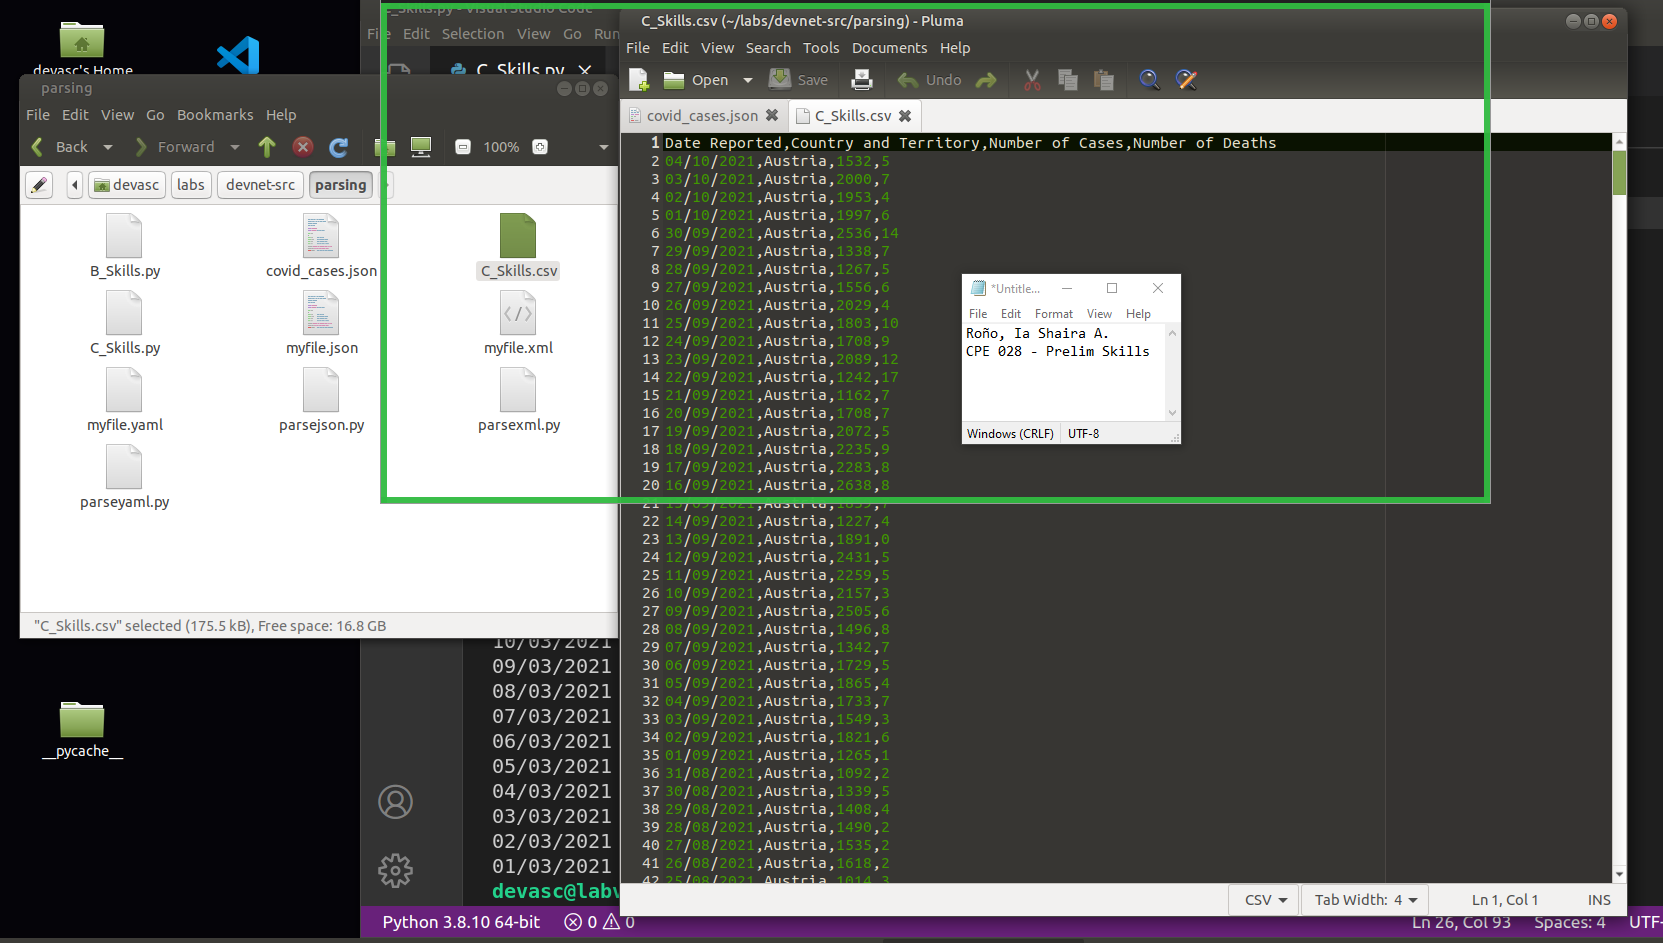 C_Skills.py - Visual Studio Code
File Edit Selection View Go Run
C_Skills.py
devasc's Home
parsing
File Edit View Go Bookmarks Help
Back Forward 100%
devasc labs devnet-src parsing
B_Skills.py covid_cases.json C_Skills.csv
C_Skills.py myfile.json myfile.xml
myfile.yaml parsejson.py parsexml.py
parseyaml.py
"C_Skills.csv" selected (175.5 kB), Free space: 16.8 GB
__pycache__
10/03/2021
09/03/2021
08/03/2021
07/03/2021
06/03/2021
05/03/2021
04/03/2021
03/03/2021
02/03/2021
01/03/2021
devasc@labv
C_Skills.csv (~/labs/devnet-src/parsing) - Pluma
File Edit View Search Tools Documents Help
Open Save Undo
covid_cases.json C_Skills.csv
1 Date Reported,Country and Territory,Number of Cases,Number of Deaths
2 04/10/2021,Austria,1532,5
3 03/10/2021,Austria,2000,7
4 02/10/2021,Austria,1953,4
5 01/10/2021,Austria,1997,6
6 30/09/2021,Austria,2536,14
7 29/09/2021,Austria,1338,7
8 28/09/2021,Austria,1267,5
9 27/09/2021,Austria,1556,6
10 26/09/2021,Austria,2029,4
11 25/09/2021,Austria,1803,10
12 24/09/2021,Austria,1708,9
13 23/09/2021,Austria,2089,12
14 22/09/2021,Austria,1242,17
15 21/09/2021,Austria,1162,7
16 20/09/2021,Austria,1708,7
17 19/09/2021,Austria,2072,5
18 18/09/2021,Austria,2235,9
19 17/09/2021,Austria,2283,8
20 16/09/2021,Austria,2638,8
22 14/09/2021,Austria,1227,4
23 13/09/2021,Austria,1891,0
24 12/09/2021,Austria,2431,5
25 11/09/2021,Austria,2259,5
26 10/09/2021,Austria,2157,3
27 09/09/2021,Austria,2505,6
28 08/09/2021,Austria,1496,8
29 07/09/2021,Austria,1342,7
30 06/09/2021,Austria,1729,5
31 05/09/2021,Austria,1865,4
32 04/09/2021,Austria,1733,7
33 03/09/2021,Austria,1549,3
34 02/09/2021,Austria,1821,6
35 01/09/2021,Austria,1265,1
36 31/08/2021,Austria,1092,2
37 30/08/2021,Austria,1339,5
38 29/08/2021,Austria,1408,4
39 28/08/2021,Austria,1490,2
40 27/08/2021,Austria,1535,2
41 26/08/2021,Austria,1618,2
42 25/08/2021,Austria,1014,3
*Untitle...
File Edit Format View Help
Roño, Ia Shaira A.
CPE 028 - Prelim Skills
Windows (CRLF) UTF-8
CSV Tab Width: 4 Ln 1, Col 1 INS
Python 3.8.10 64-bit 0 0 Ln 26, Col 93 Spaces: 4 UTF-